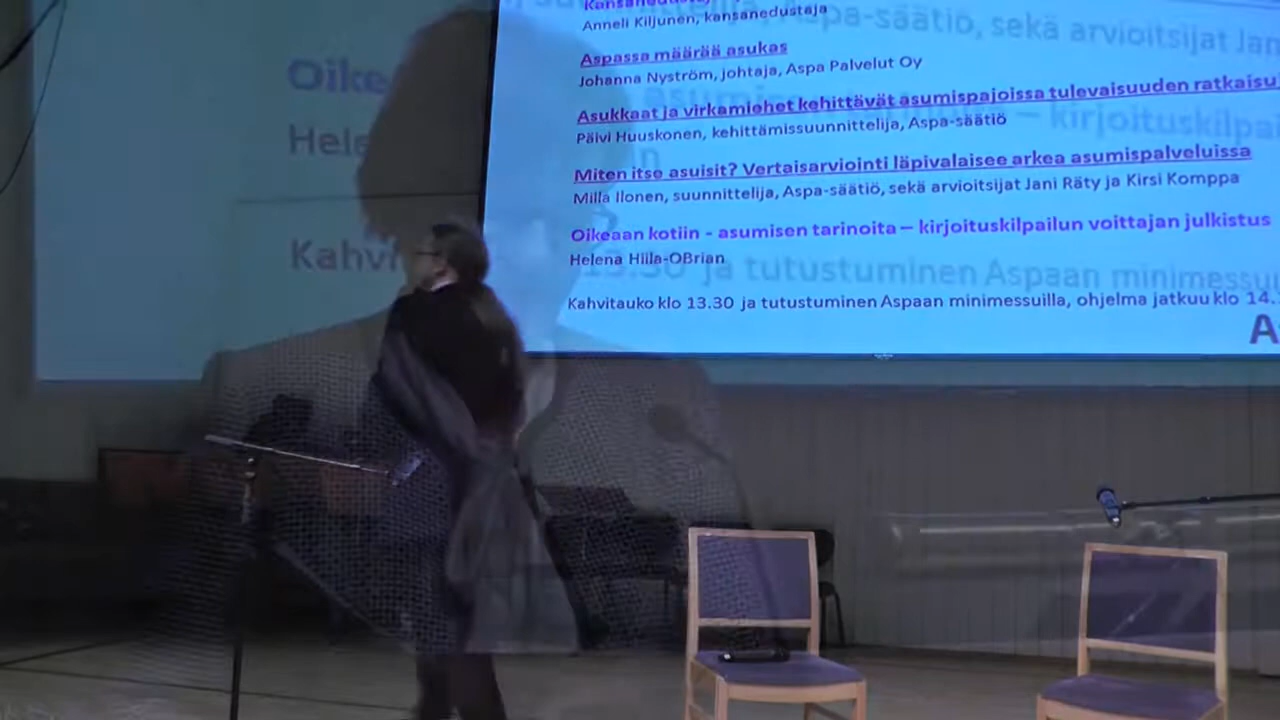 Anneli Kiljunen, kansanedustaja
Aspassa määrää asukas
Johanna Nyström, johtaja, Aspa Palvelut Oy
Asukkaat ja virkamiehet kehittävät asumispajoissa tulevaisuuden ratkaisu
Päivi Huuskonen, kehittämissuunnittelija, Aspa-säätiö
Miten itse asuisit? Vertaisarviointi läpivalaisee arkea asumispalveluissa
Milla Ilonen, suunnittelija, Aspa-säätiö, sekä arvioitsijat Jani Räty ja Kirsi Komppa
Oikeaan kotiin - asumisen tarinoita – kirjoituskilpailun voittajan julkistus
Helena Hiila-OBrian
Kahvitauko klo 13.30 ja tutustuminen Aspaan minimessuilla, ohjelma jatkuu klo 14.